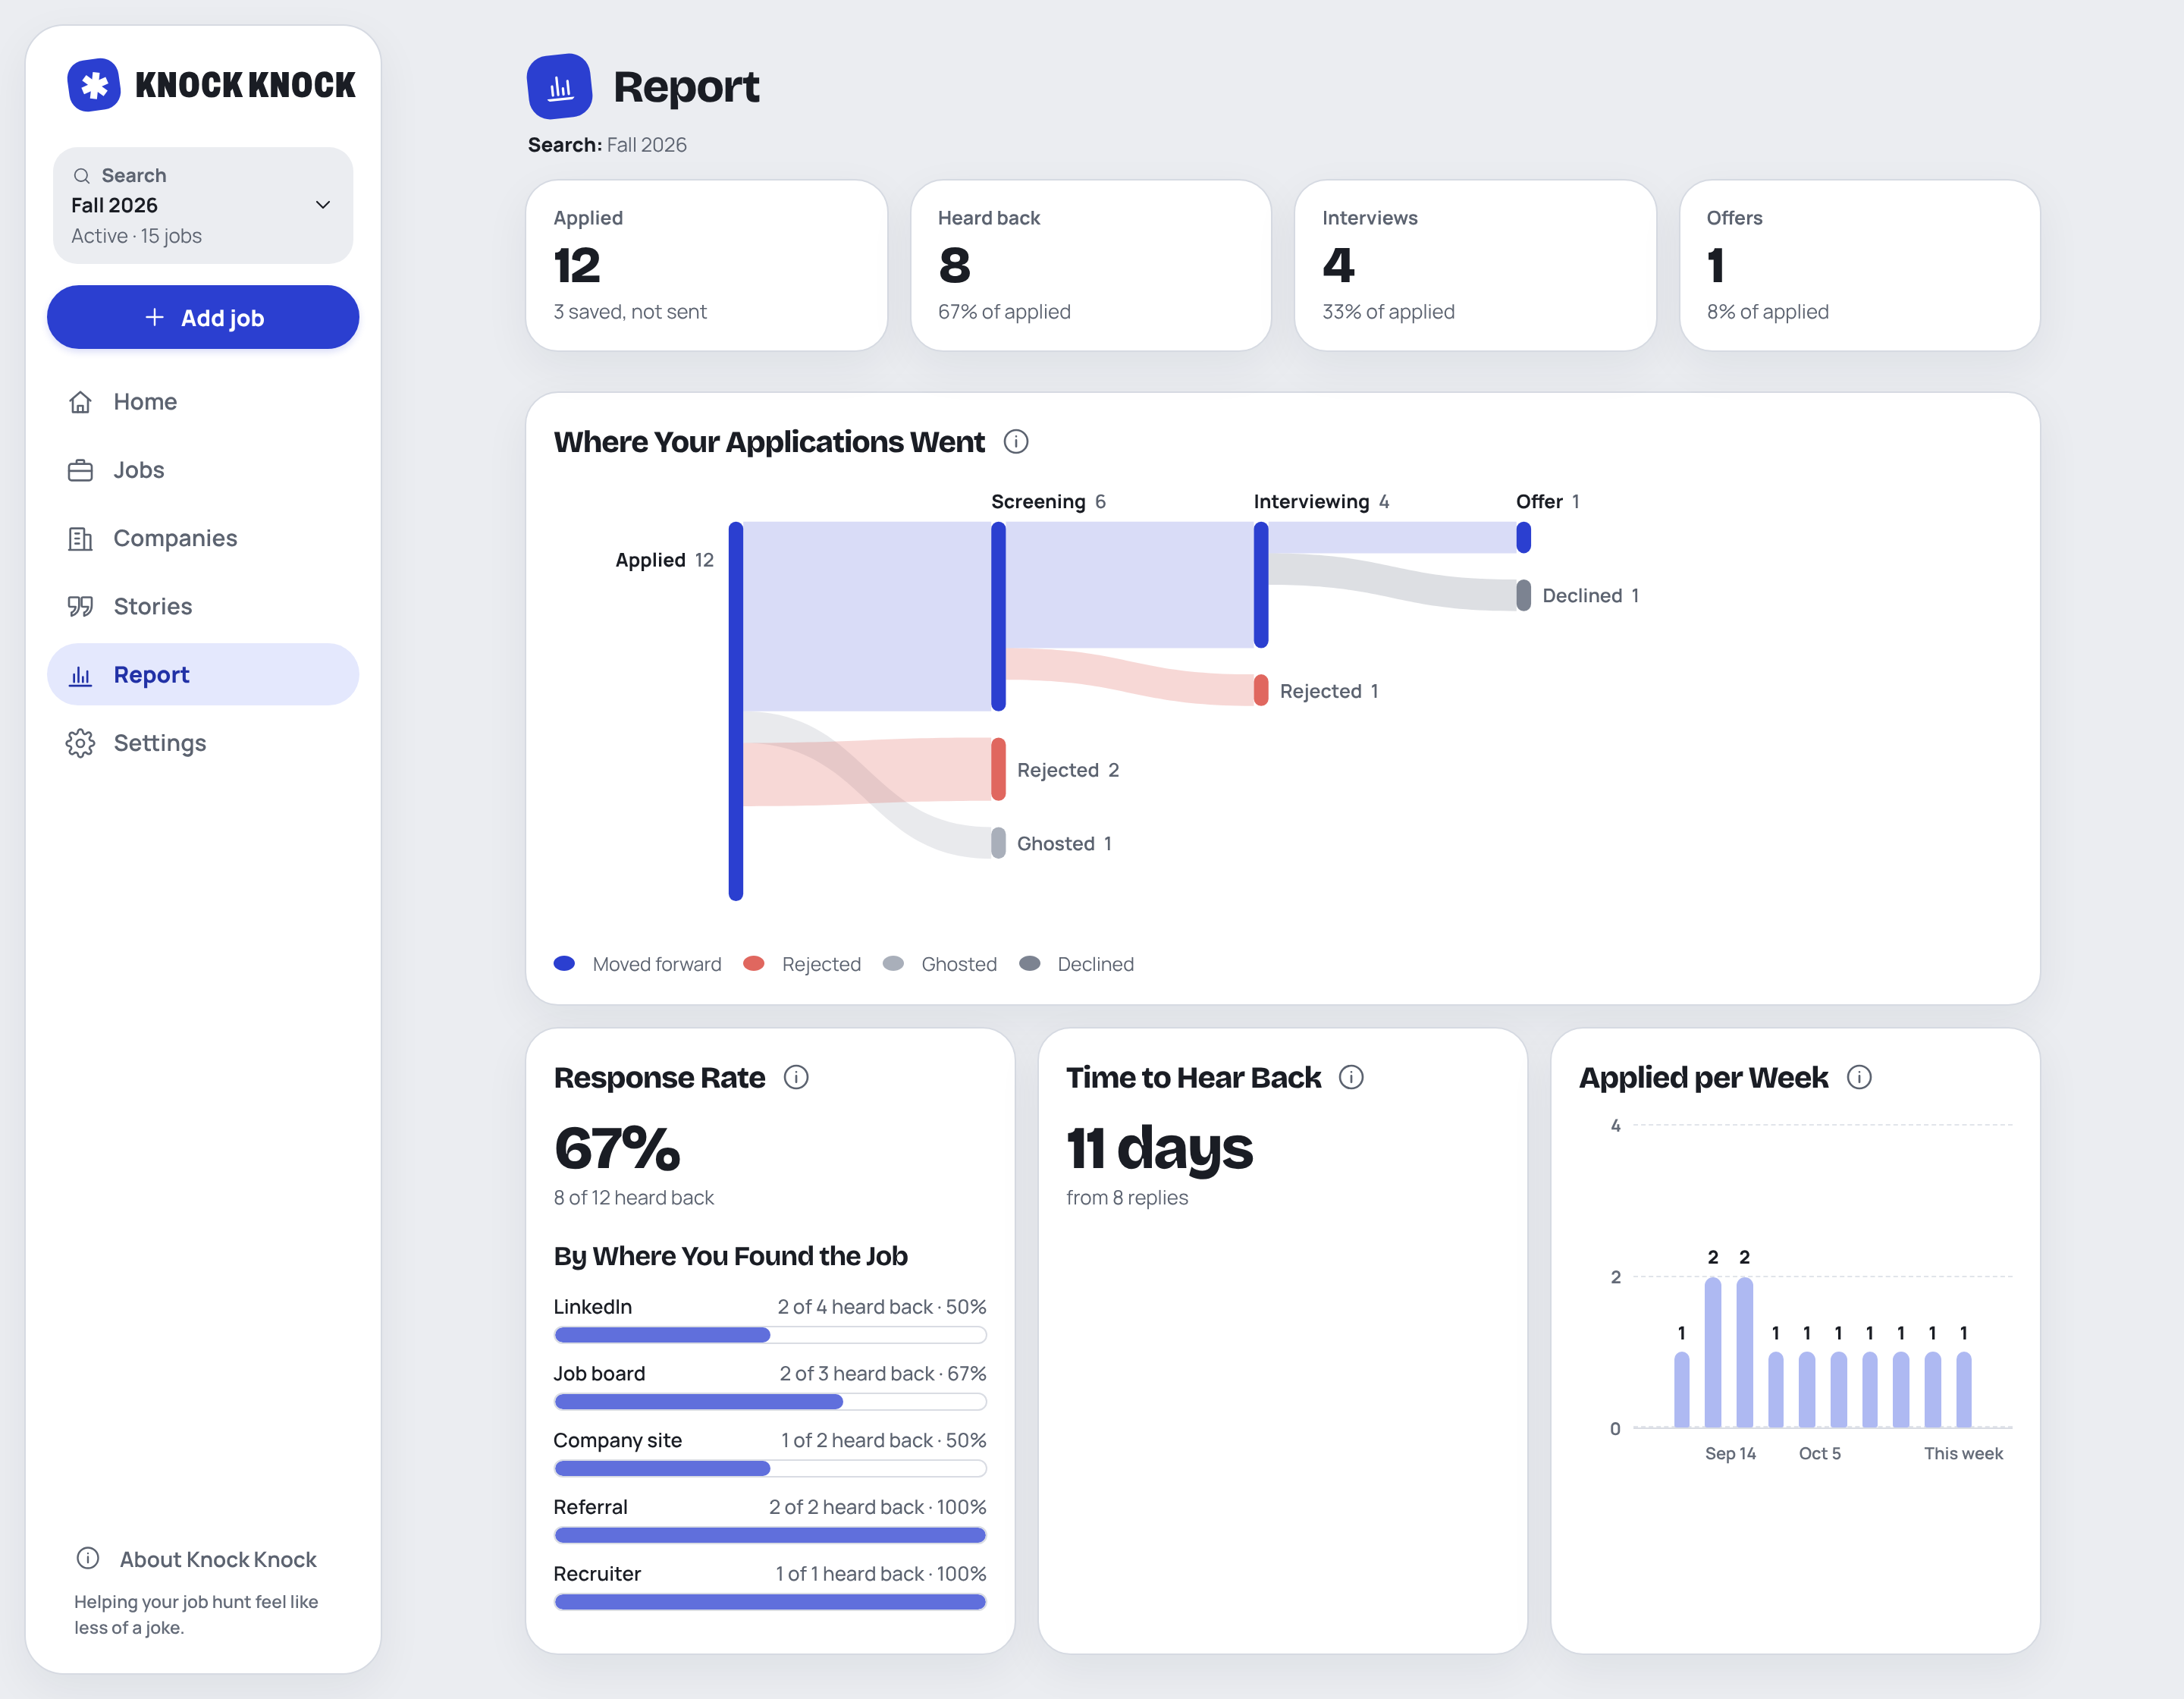 KNOCK KNOCK
Search
Fall 2026
Active · 15 jobs
Add job
Home
Jobs
Companies
Stories
Report
Settings
About Knock Knock
Helping your job hunt feel like
less of a joke.
Report
Search: Fall 2026
Applied
12
3 saved, not sent
Heard back
8
67% of applied
Interviews
4
33% of applied
Offers
1
8% of applied
Where Your Applications Went
Screening 6
Interviewing 4
Offer 1
Applied 12
Declined 1
Rejected 1
Rejected 2
Ghosted 1
Moved forward
Rejected
Ghosted
Declined
Response Rate
67%
8 of 12 heard back
By Where You Found the Job
LinkedIn 2 of 4 heard back · 50%
Job board 2 of 3 heard back · 67%
Company site 1 of 2 heard back · 50%
Referral 2 of 2 heard back · 100%
Recruiter 1 of 1 heard back · 100%
Time to Hear Back
11 days
from 8 replies
Applied per Week
4
2 2
2
1 1 1 1 1 1 1 1
0
Sep 14 Oct 5 This week